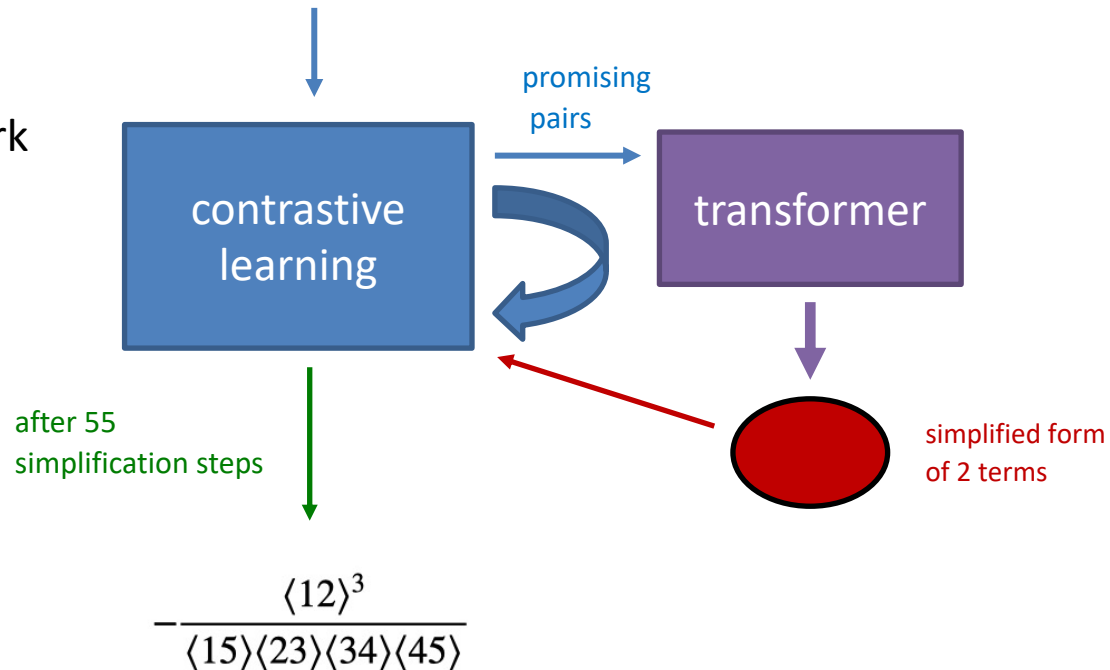 promising
pairs
rk
contrastive
learning
transformer
after 55
simplification steps
simplified form
of 2 terms
-\frac{⟨12⟩³}{⟨15⟩⟨23⟩⟨34⟩⟨45⟩}